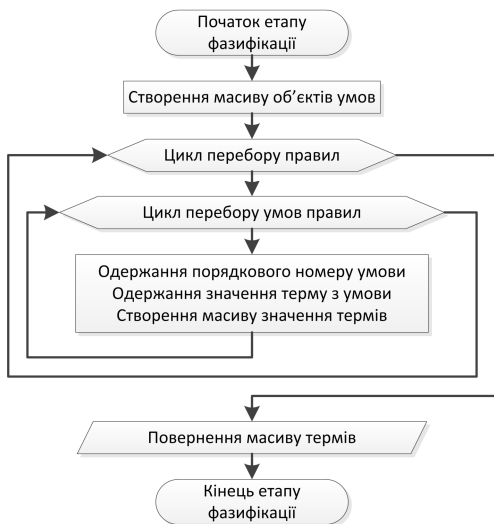 Початок етапу
фазифікації
Створення масиву об’єктів умов
Цикл перебору правил
Цикл перебору умов правил
Одержання порядкового номеру умови
Одержання значення терму з умови
Створення масиву значення термів
Повернення масиву термів
Кінець етапу
фазифікації